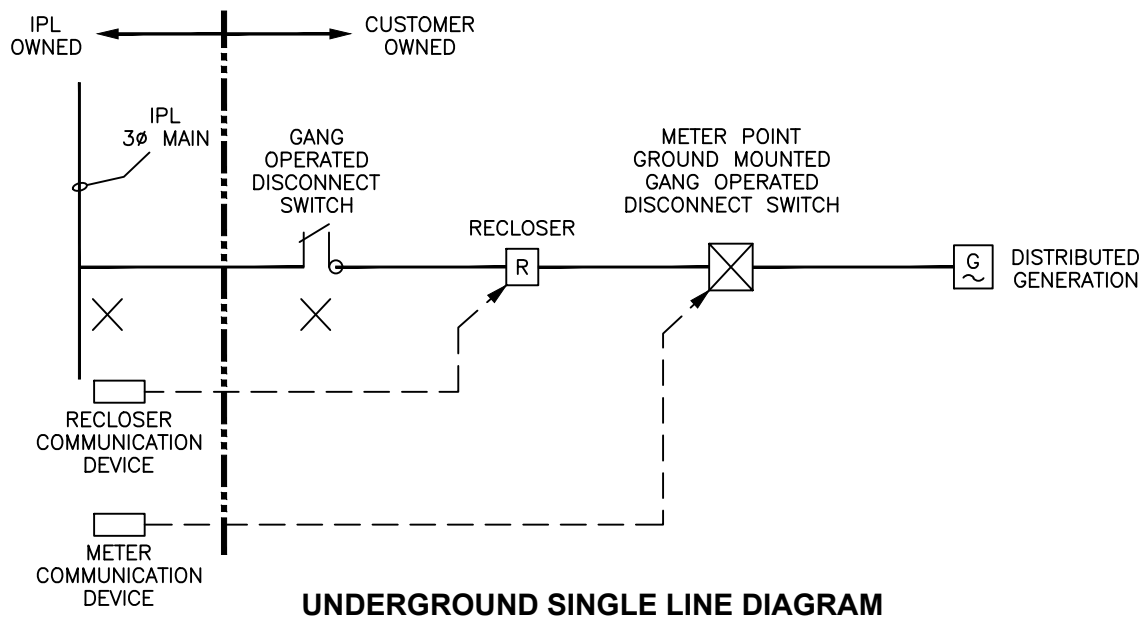 IPL
OWNED
CUSTOMER
OWNED
IPL
3ø MAIN
GANG
OPERATED
DISCONNECT
SWITCH
RECLOSER
R
METER POINT
GROUND MOUNTED
GANG OPERATED
DISCONNECT SWITCH
G
DISTRIBUTED
GENERATION
RECLOSER
COMMUNICATION
DEVICE
METER
COMMUNICATION
DEVICE
UNDERGROUND SINGLE LINE DIAGRAM